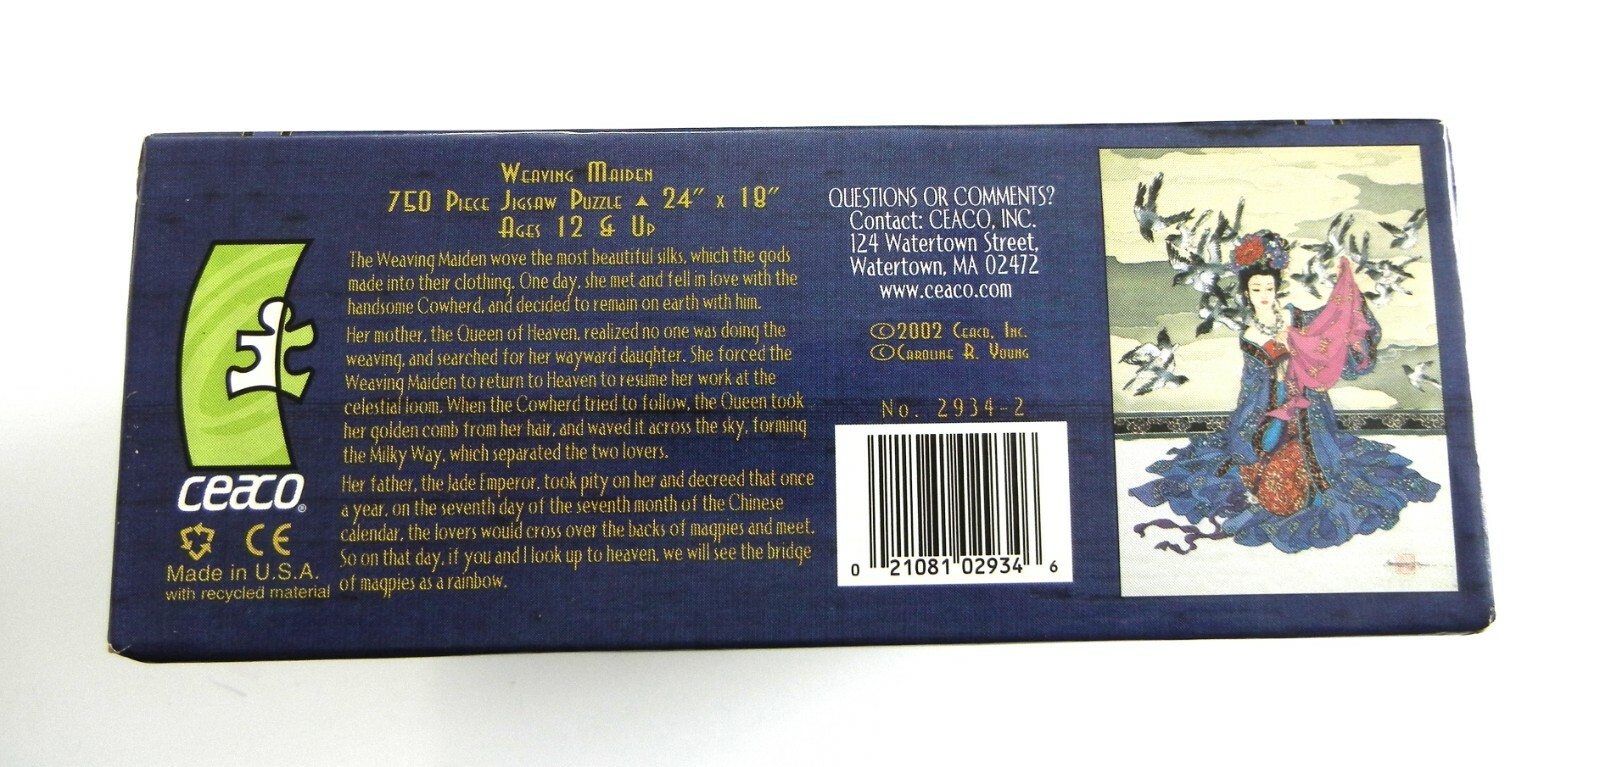 Weaving Maiden
750 Piece Jigsaw Puzzle ▲ 24" x 18"
Ages 12 & Up
The Weaving Maiden wove the most beautiful silks, which the gods
made into their clothing. One day, she met and fell in love with the
handsome Cowherd, and decided to remain on earth with him.
Her mother, the Queen of Heaven, realized no one was doing the
weaving, and searched for her wayward daughter. She forced the
Weaving Maiden to return to Heaven to resume her work at the
celestial loom. When the Cowherd tried to follow, the Queen took
her golden comb from her hair, and waved it across the sky, forming
the Milky Way, which separated the two lovers.
Her father, the Jade Emperor, took pity on her and decreed that once
a year, on the seventh day of the seventh month of the Chinese
calendar, the lovers would cross over the backs of magpies and meet.
So on that day, if you and I look up to heaven, we will see the bridge
of magpies as a rainbow.
ceaco®
CE
Made in U.S.A.
with recycled material
QUESTIONS OR COMMENTS?
Contact: CEACO, INC.
124 Watertown Street,
Watertown, MA 02472
www.ceaco.com
©2002 Ceaco, Inc.
©Caroline R. Young
No. 2934-2
0 21081 02934 6